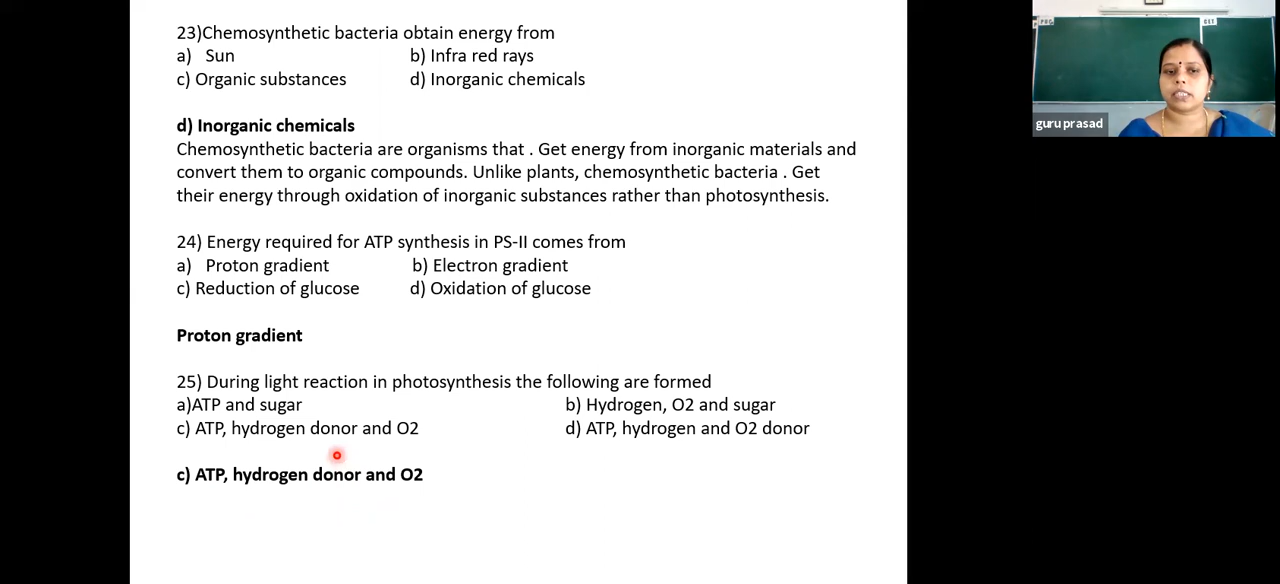 23)Chemosynthetic bacteria obtain energy from
a) Sun b) Infra red rays
c) Organic substances d) Inorganic chemicals
d) Inorganic chemicals
Chemosynthetic bacteria are organisms that . Get energy from inorganic materials and
convert them to organic compounds. Unlike plants, chemosynthetic bacteria . Get
their energy through oxidation of inorganic substances rather than photosynthesis.
24) Energy required for ATP synthesis in PS-II comes from
a) Proton gradient b) Electron gradient
c) Reduction of glucose d) Oxidation of glucose
Proton gradient
25) During light reaction in photosynthesis the following are formed
a)ATP and sugar b) Hydrogen, O2 and sugar
c) ATP, hydrogen donor and O2 d) ATP, hydrogen and O2 donor
c) ATP, hydrogen donor and O2
guru prasad